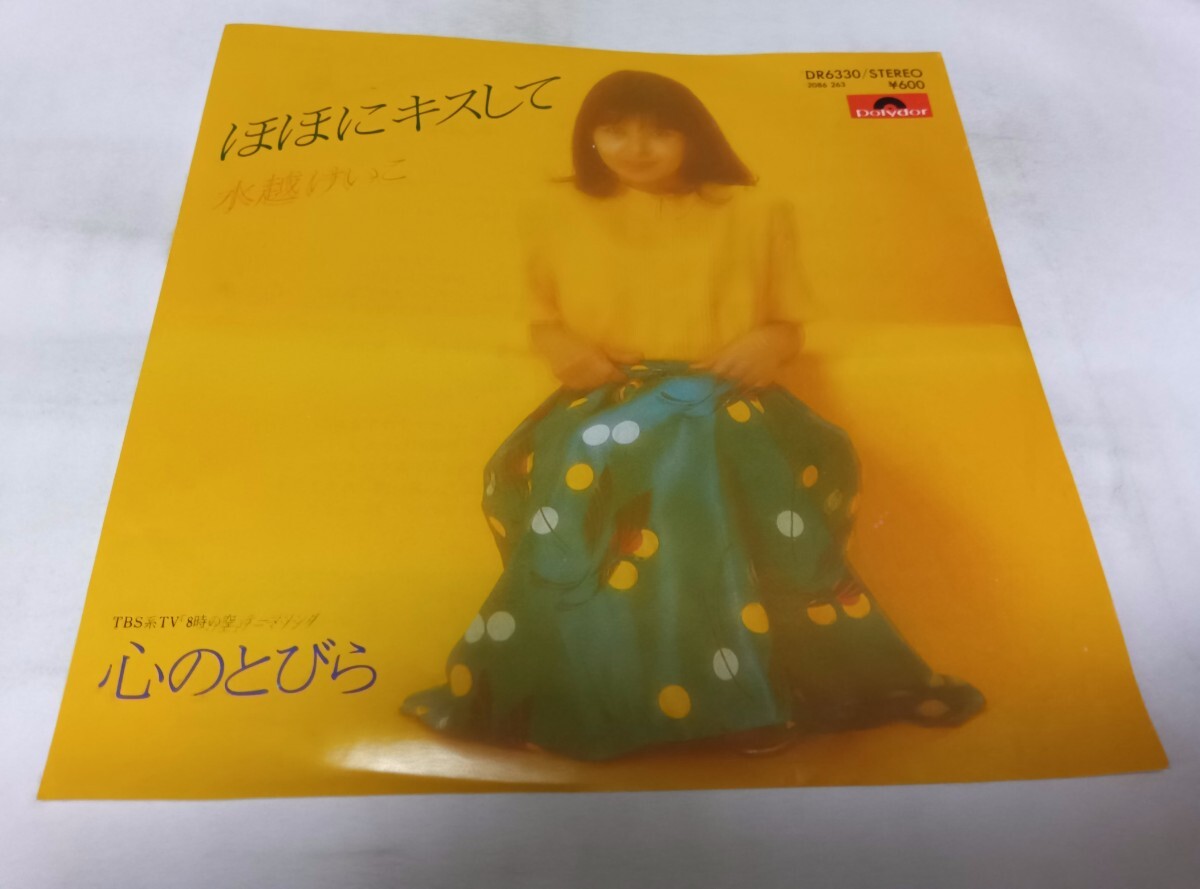 ほほにキスして
水越けいこ
DR6330/STEREO
2086 263
¥600
Polydor
TBS系TV「8時の空」テーマ・ソング
心のとびら